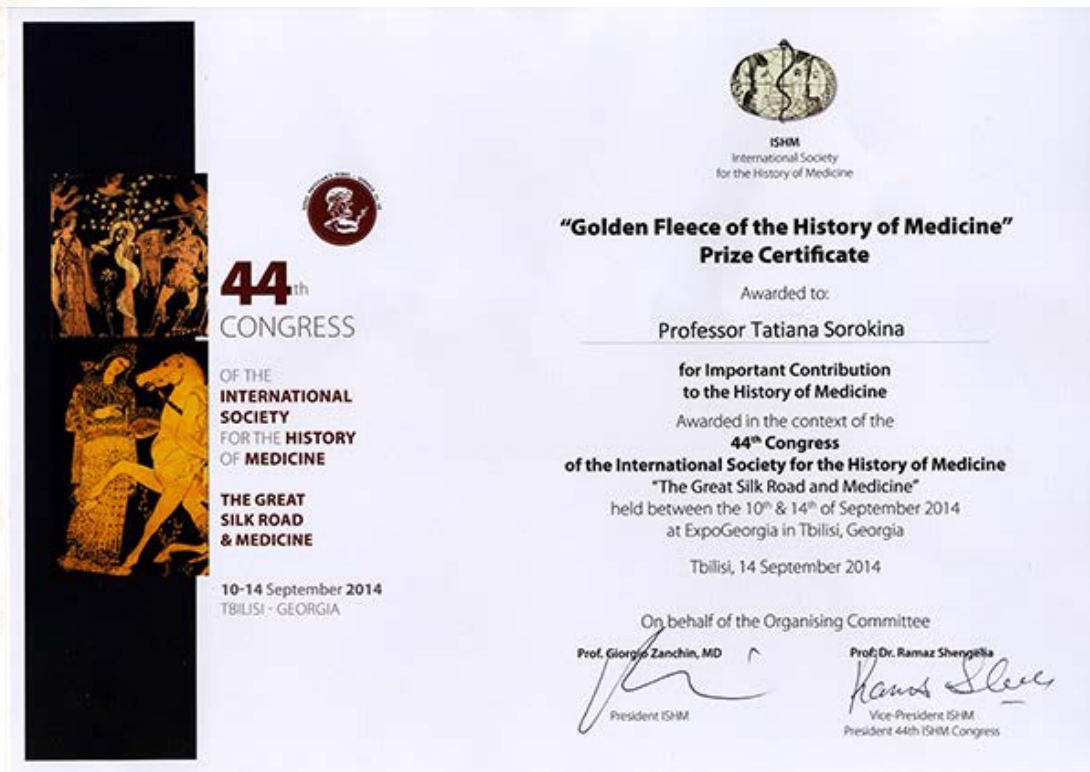 44th
CONGRESS
OF THE
INTERNATIONAL
SOCIETY
FOR THE HISTORY
OF MEDICINE
THE GREAT
SILK ROAD
& MEDICINE
10-14 September 2014
TBILISI - GEORGIA
ISHM
International Society
for the History of Medicine
“Golden Fleece of the History of Medicine”
Prize Certificate
Awarded to:
Professor Tatiana Sorokina
for Important Contribution
to the History of Medicine
Awarded in the context of the
44th Congress
of the International Society for the History of Medicine
"The Great Silk Road and Medicine"
held between the 10th & 14th of September 2014
at ExpoGeorgia in Tbilisi, Georgia
Tbilisi, 14 September 2014
On behalf of the Organising Committee
Prof. Giorgio Zanchin, MD
President ISHM
Prof. Dr. Ramaz Shengelia
Vice-President ISHM
President 44th ISHM Congress